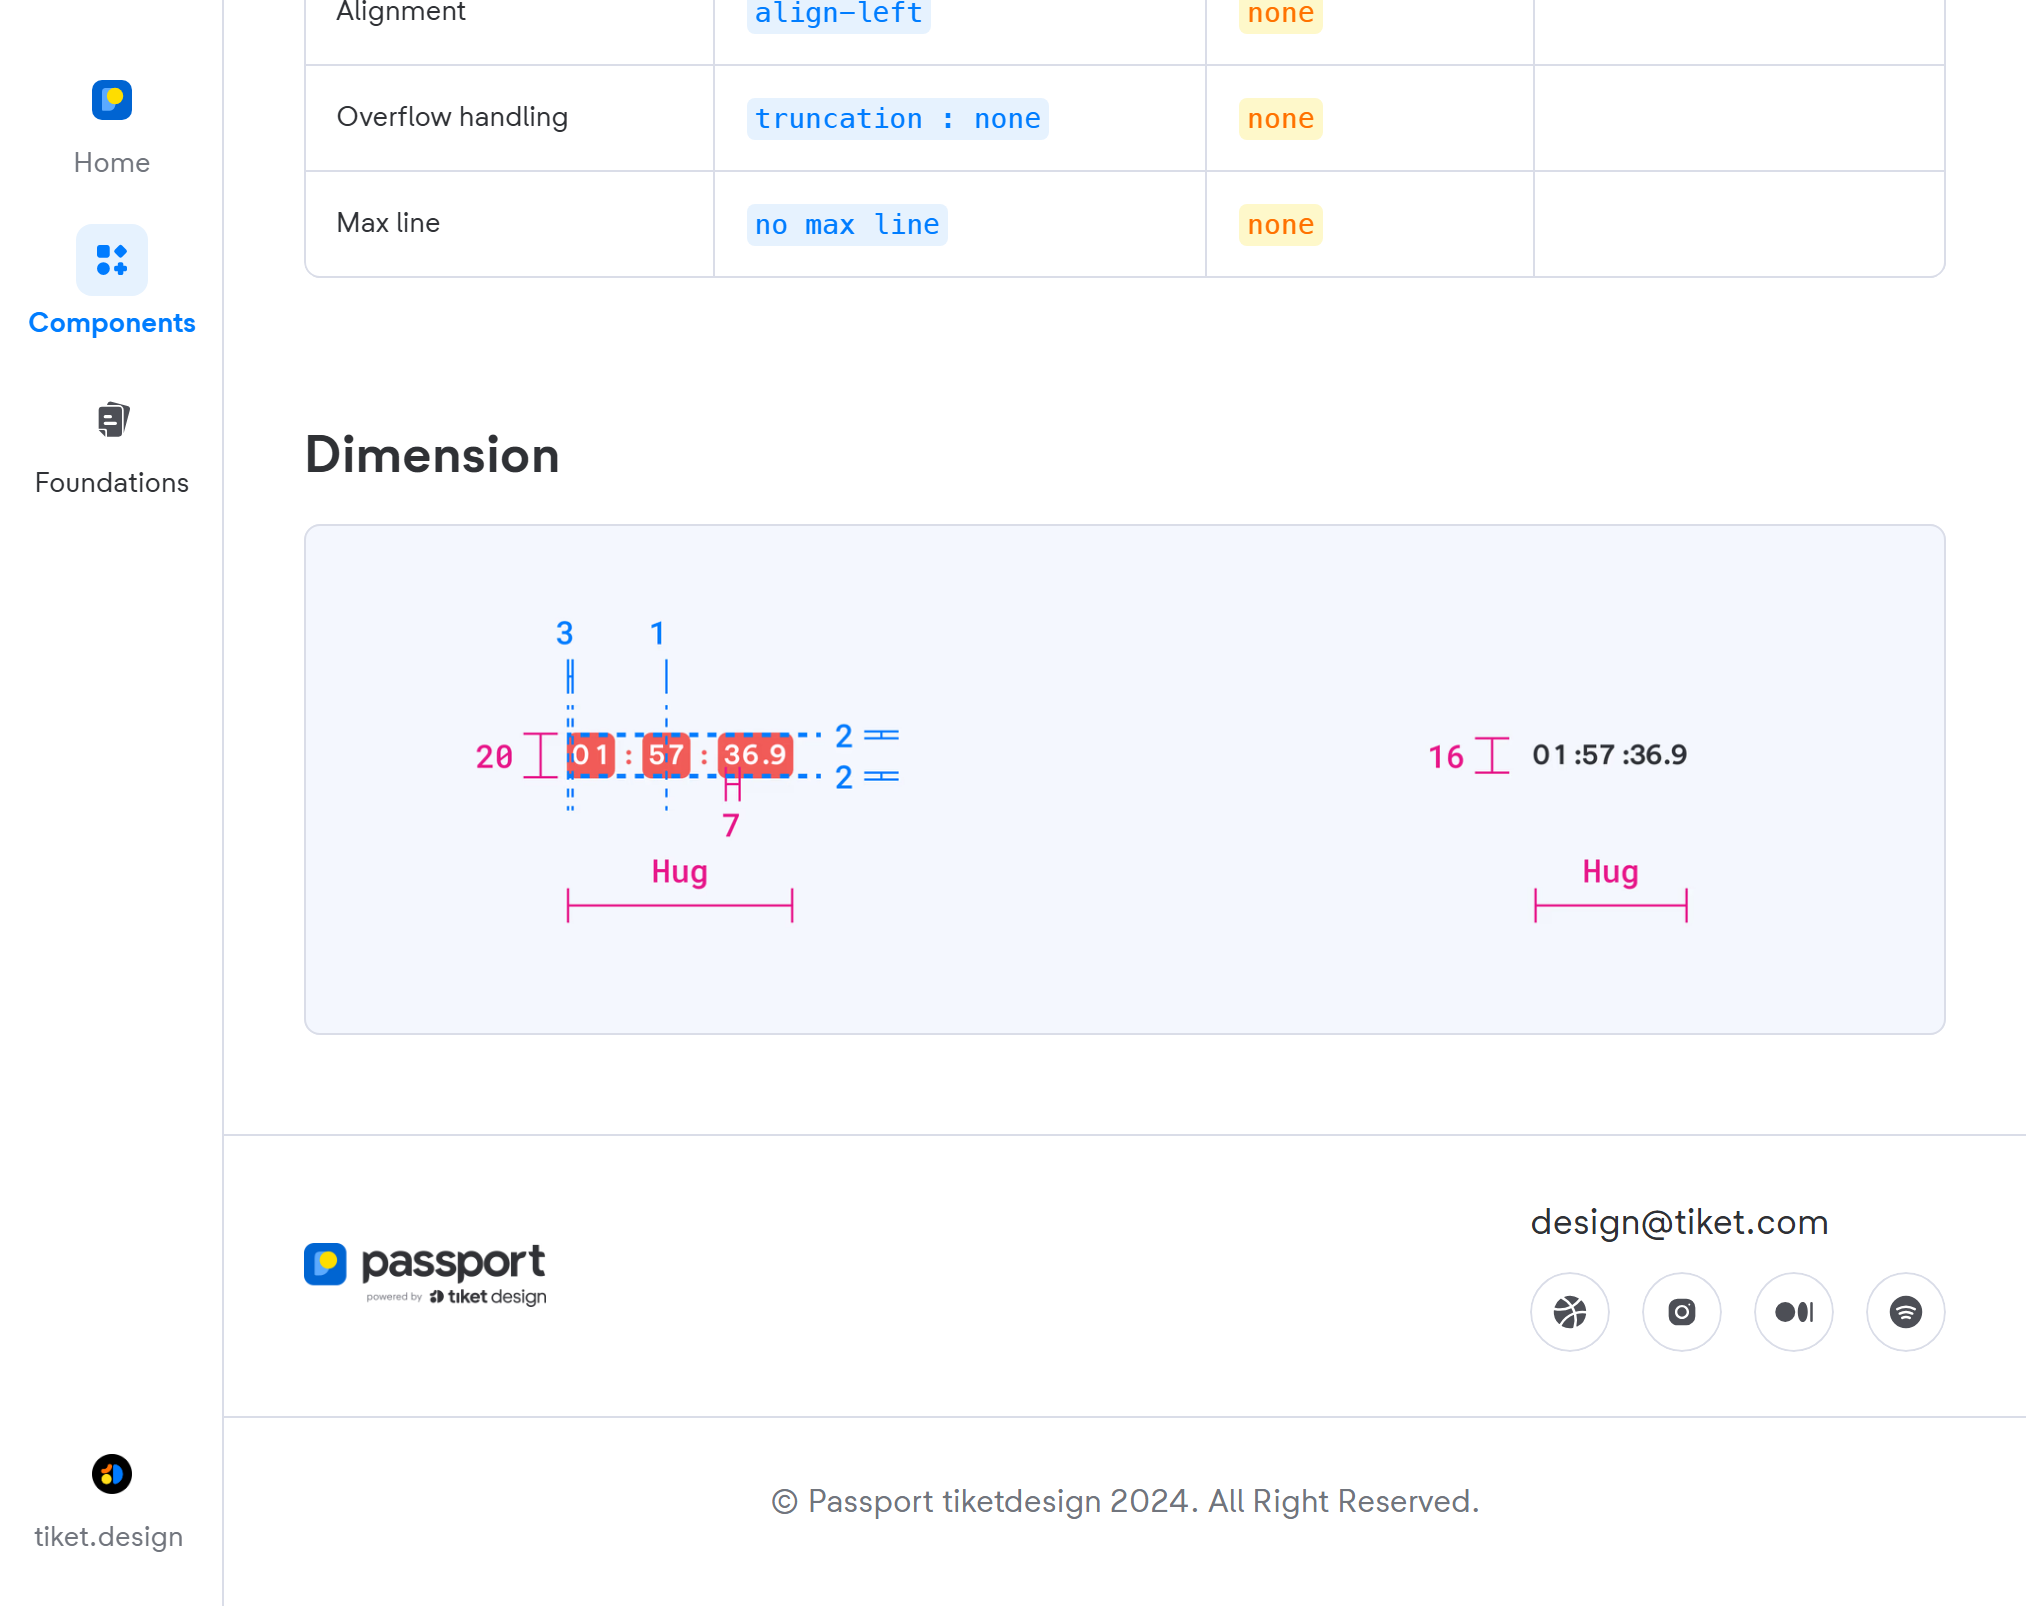 Alignment align-left none
Overflow handling truncation : none none
Max line no max line none
Home
Components
Foundations
Dimension
3 1
20 01 : 57 : 36.9 2
2
7
Hug
16 01:57:36.9
Hug
passport
powered by tiket design
design@tiket.com
© Passport tiketdesign 2024. All Right Reserved.
tiket.design